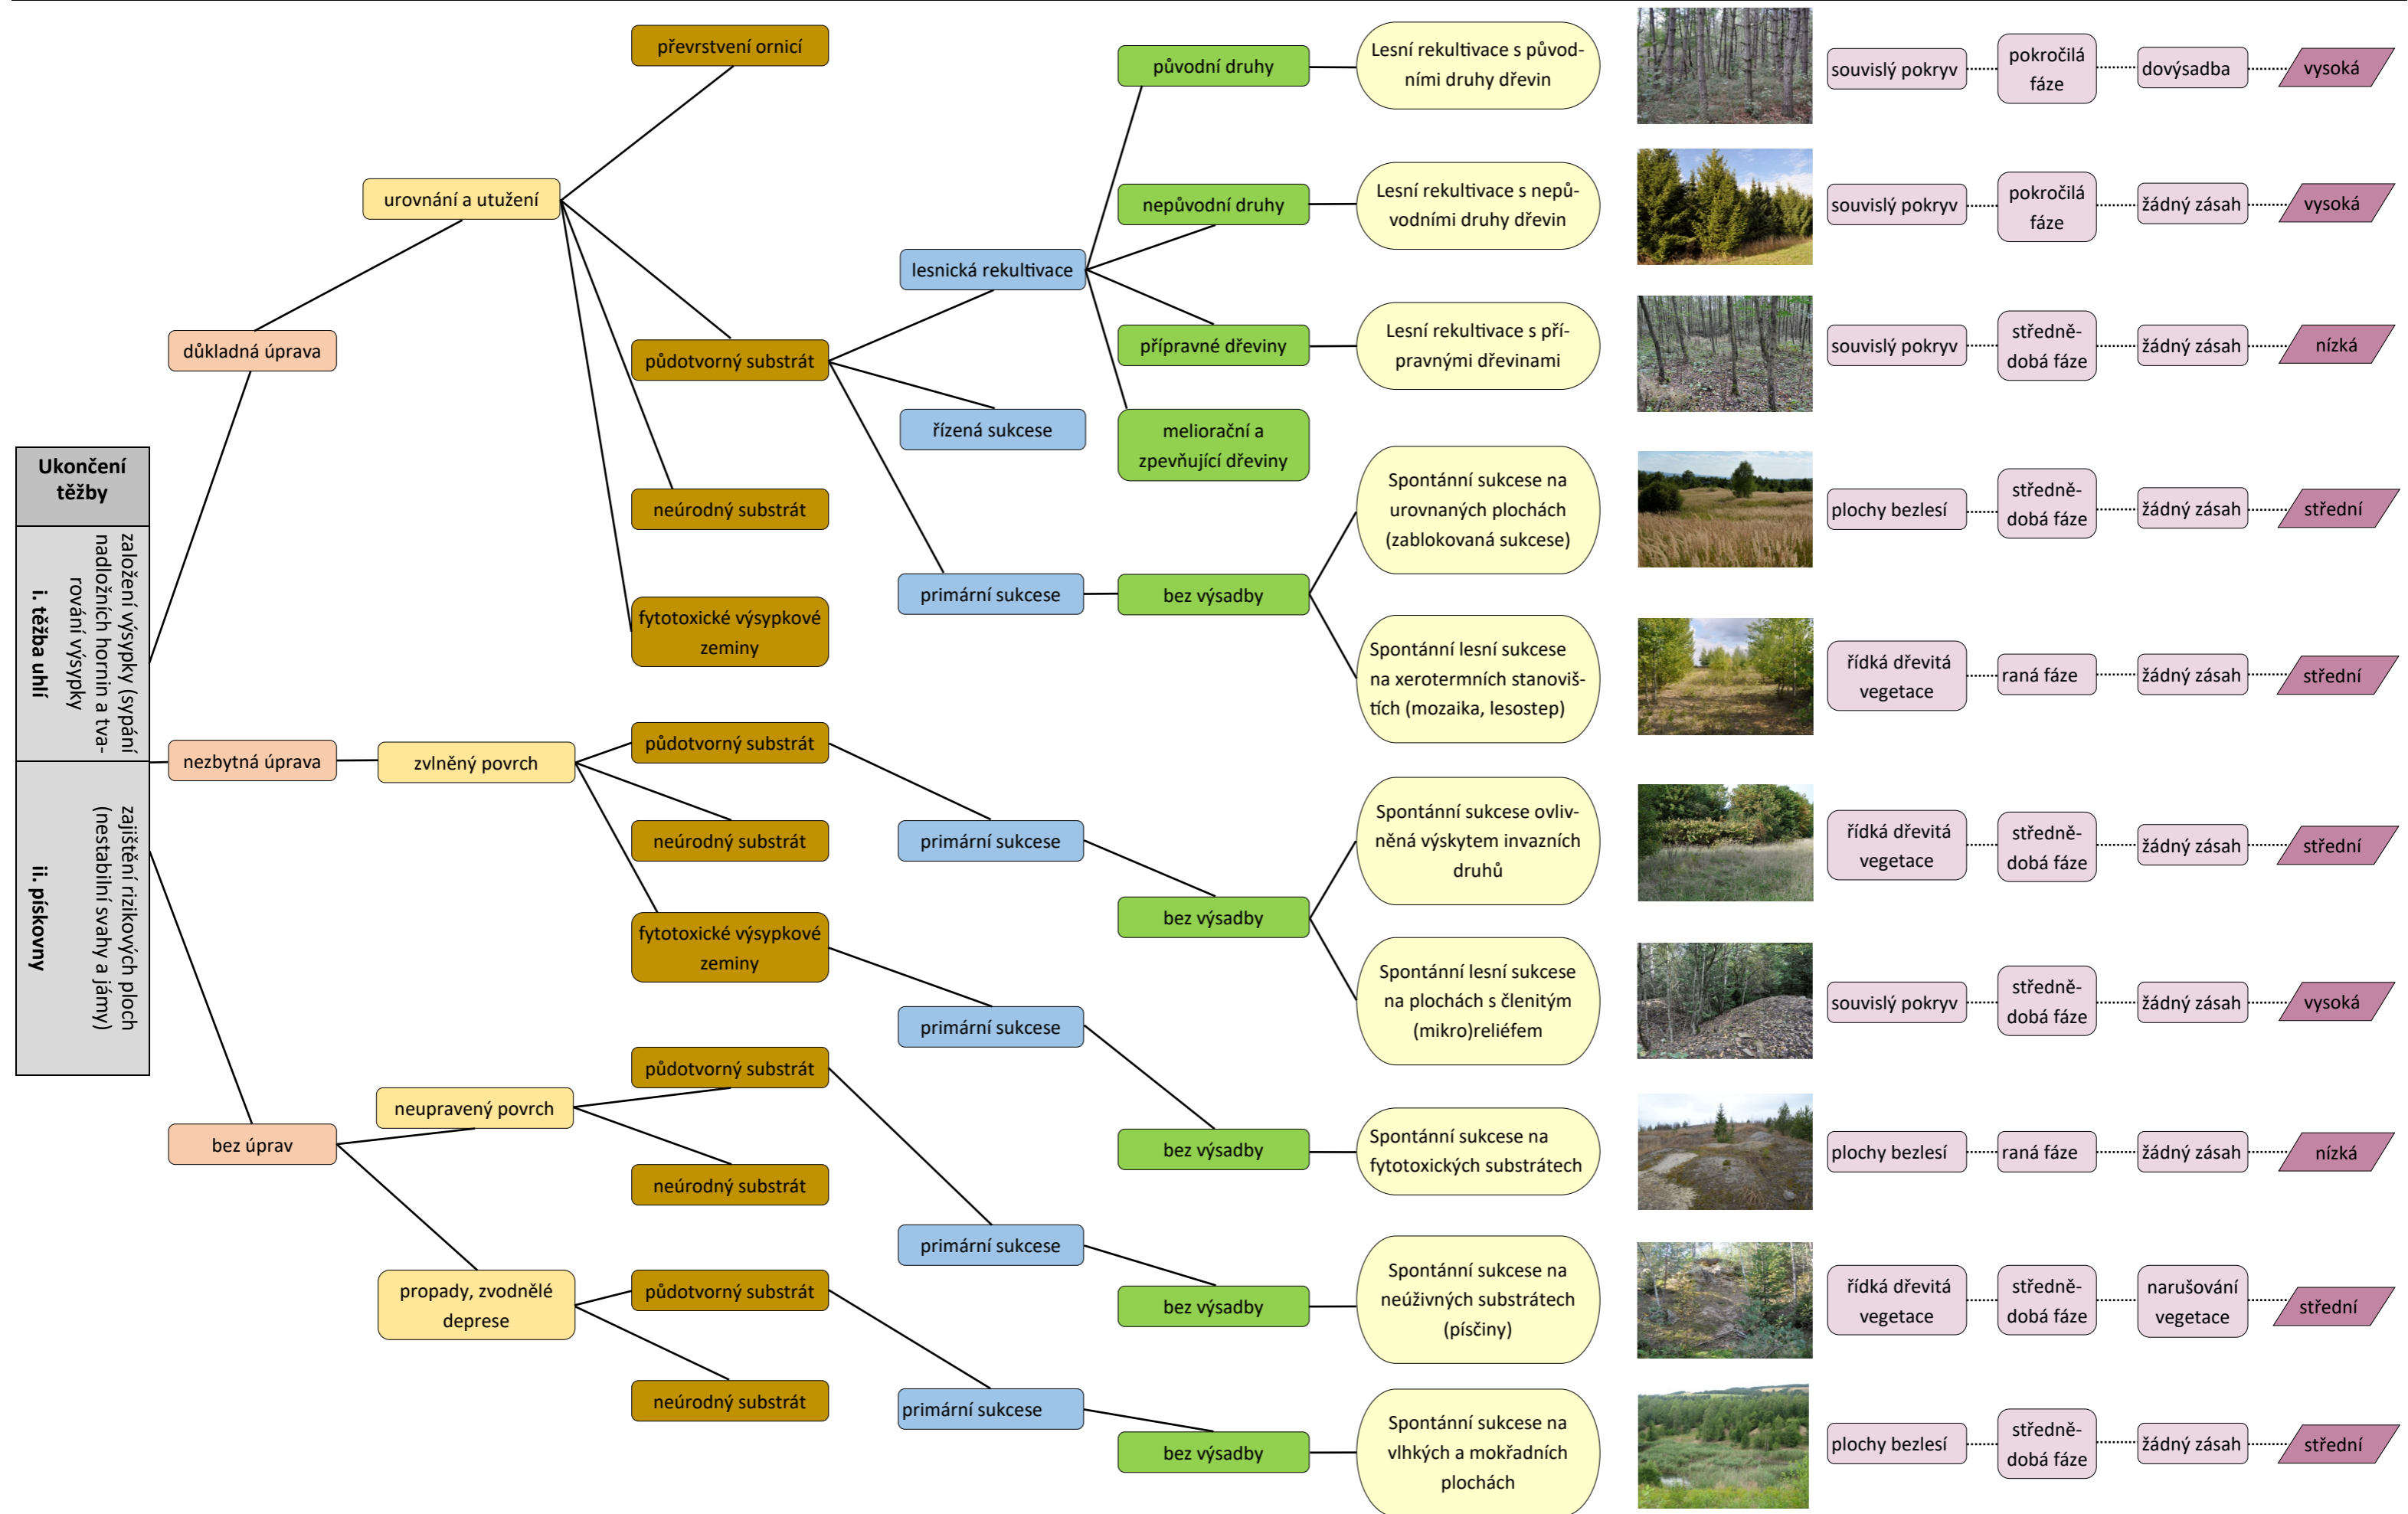 Ukončení
těžby
založení výsypky (sypání
nadložních hornin a tva-
rování výsypky
i. těžba uhlí
zajištění rizikových ploch
(nestabilní svahy a jámy)
ii. pískovny
důkladná úprava
nezbytná úprava
bez úprav
urovnání a utužení
zvlněný povrch
neupravený povrch
propady, zvodnělé
deprese
převrstvení ornicí
půdotvorný substrát
neúrodný substrát
fytotoxické výsypkové
zeminy
půdotvorný substrát
neúrodný substrát
fytotoxické výsypkové
zeminy
půdotvorný substrát
neúrodný substrát
půdotvorný substrát
neúrodný substrát
lesnická rekultivace
řízená sukcese
primární sukcese
primární sukcese
primární sukcese
primární sukcese
primární sukcese
původní druhy
nepůvodní druhy
přípravné dřeviny
meliorační a
zpevňující dřeviny
bez výsadby
bez výsadby
bez výsadby
bez výsadby
bez výsadby
Lesní rekultivace s původ-
ními druhy dřevin
souvislý pokryv
pokročilá
fáze
dovýsadba
vysoká
Lesní rekultivace s nepů-
vodními druhy dřevin
souvislý pokryv
pokročilá
fáze
žádný zásah
vysoká
Lesní rekultivace s pří-
pravnými dřevinami
souvislý pokryv
středně-
dobá fáze
žádný zásah
nízká
Spontánní sukcese na
urovnaných plochách
(zablokovaná sukcese)
plochy bezlesí
středně-
dobá fáze
žádný zásah
střední
Spontánní lesní sukcese
na xerotermních stanoviš-
tích (mozaika, lesostep)
řídká dřevitá
vegetace
raná fáze
žádný zásah
střední
Spontánní sukcese ovliv-
něná výskytem invazních
druhů
řídká dřevitá
vegetace
středně-
dobá fáze
žádný zásah
střední
Spontánní lesní sukcese
na plochách s členitým
(mikro)reliéfem
souvislý pokryv
středně-
dobá fáze
žádný zásah
vysoká
Spontánní sukcese na
fytotoxických substrátech
plochy bezlesí
raná fáze
žádný zásah
nízká
Spontánní sukcese na
neúživných substrátech
(písčiny)
řídká dřevitá
vegetace
středně-
dobá fáze
narušování
vegetace
střední
Spontánní sukcese na
vlhkých a mokřadních
plochách
plochy bezlesí
středně-
dobá fáze
žádný zásah
střední